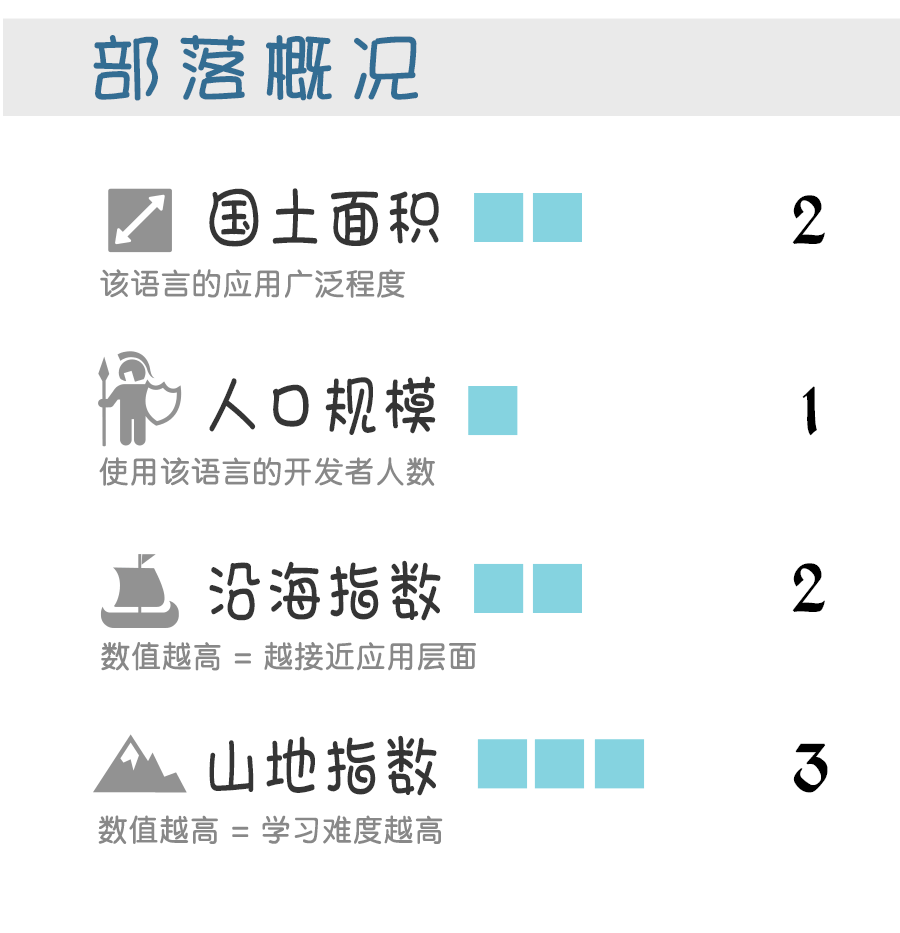 部落概况
国土面积 2
该语言的应用广泛程度
人口规模 1
使用该语言的开发者人数
沿海指数 2
数值越高 = 越接近应用层面
山地指数 3
数值越高 = 学习难度越高